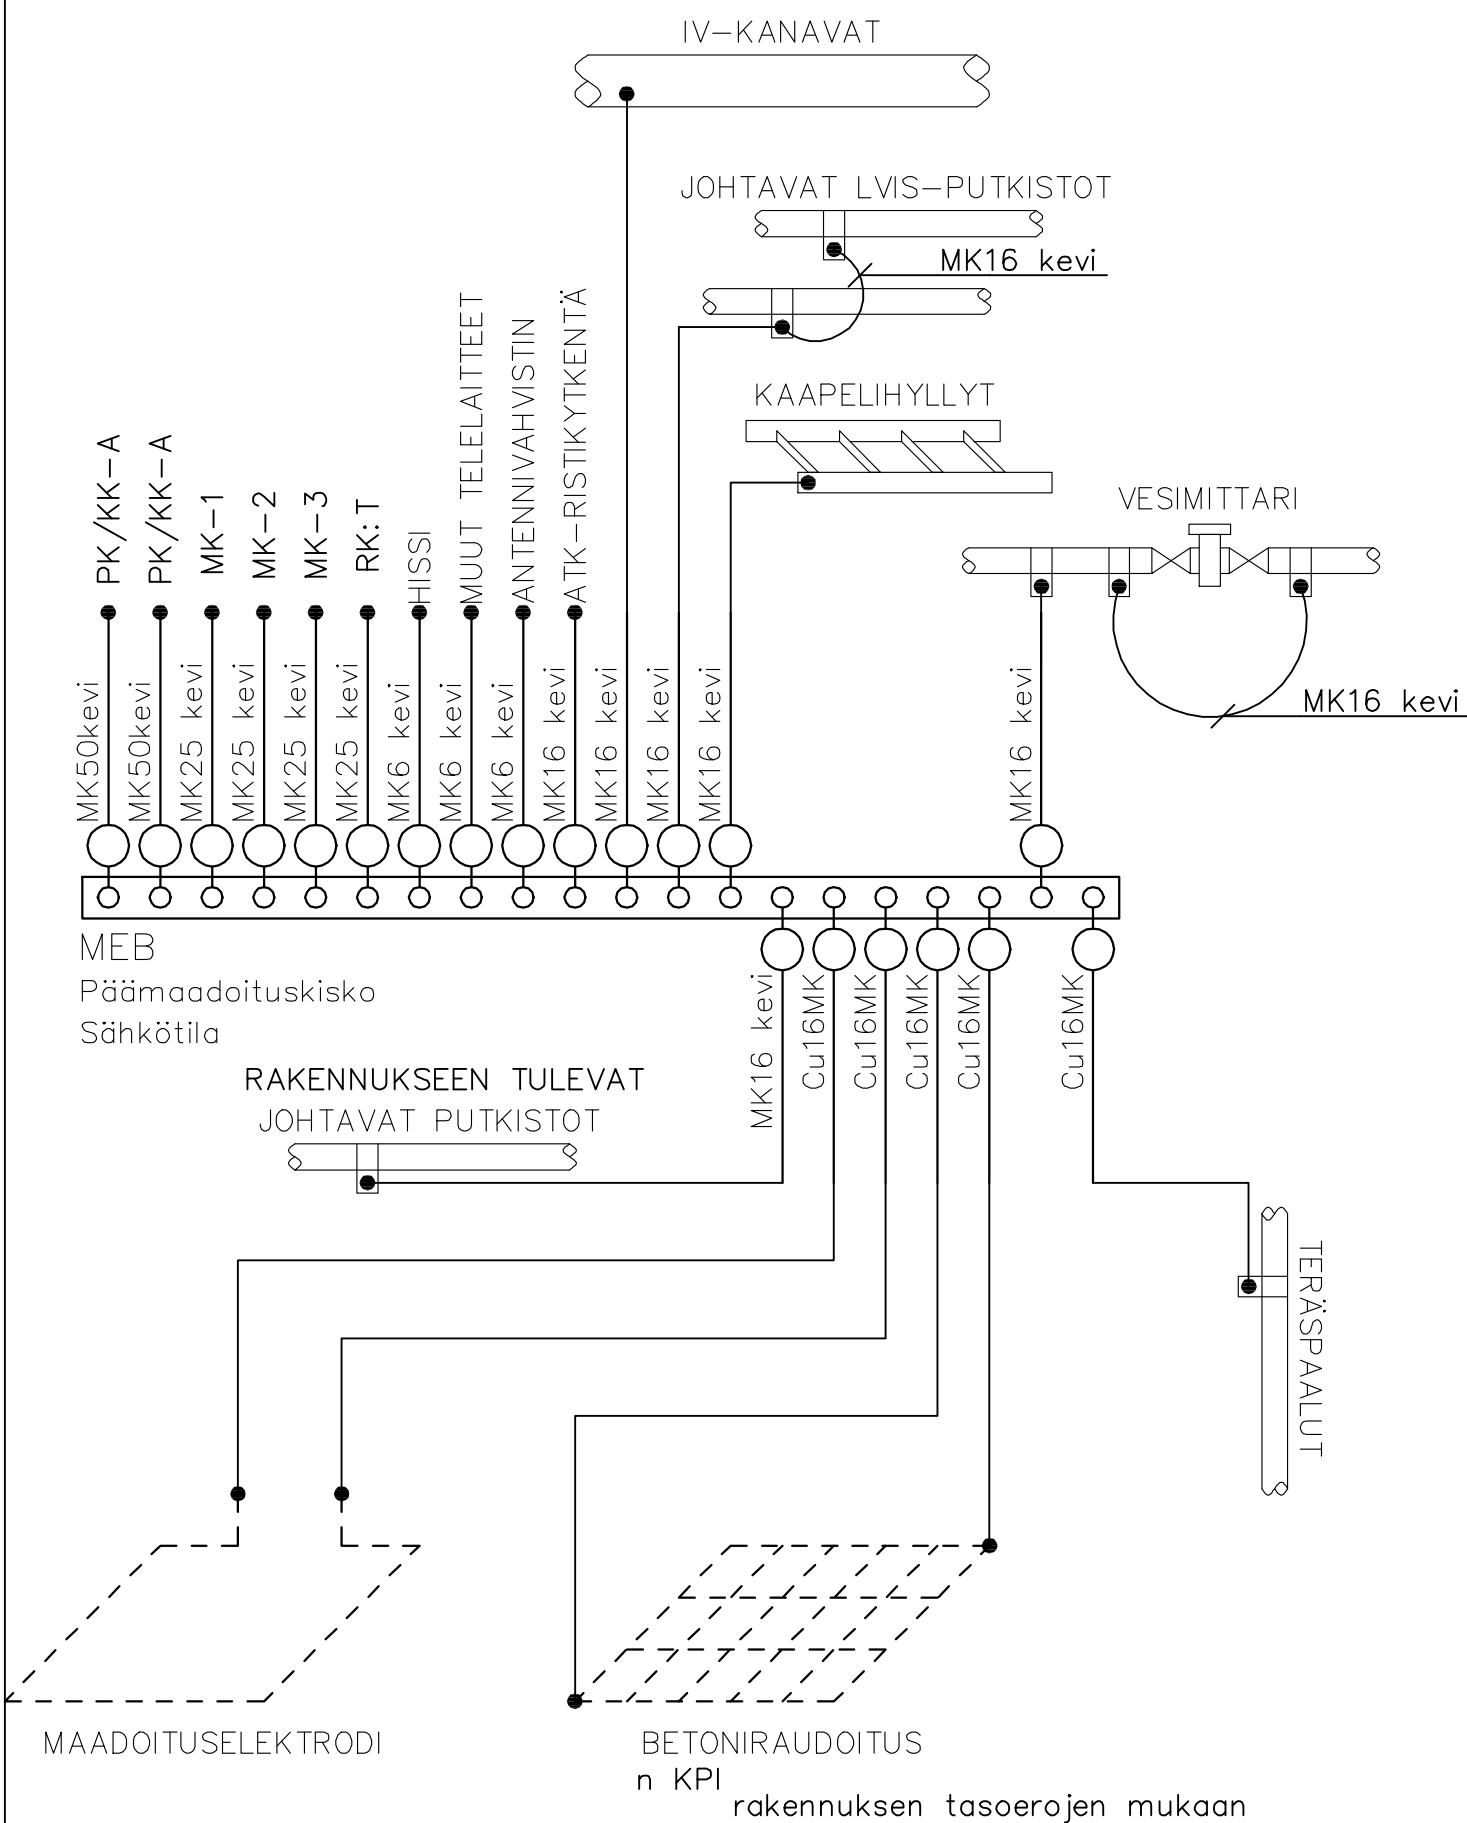 IV-KANAVAT
JOHTAVAT LVIS-PUTKISTOT
MK16 kevi
KAAPELIHYLLYT
VESIMITTARI
MK16 kevi
PK/KK-A
PK/KK-A
MK-1
MK-2
MK-3
RK:T
HISSI
MUUT TELELAITTEET
ANTENNIVAHVISTIN
ATK-RISTIKYTKENTÄ
MK50kevi
MK50kevi
MK25 kevi
MK25 kevi
MK25 kevi
MK25 kevi
MK6 kevi
MK6 kevi
MK6 kevi
MK16 kevi
MK16 kevi
MK16 kevi
MK16 kevi
MK16 kevi
MEB
Päämaadoituskisko
Sähkötila
MK16 kevi
Cu16MK
Cu16MK
Cu16MK
Cu16MK
Cu16MK
RAKENNUKSEEN TULEVAT
JOHTAVAT PUTKISTOT
TERÄSPAALUT
MAADOITUSELEKTRODI
BETONIRAUDOITUS
n KPI
rakennuksen tasoerojen mukaan